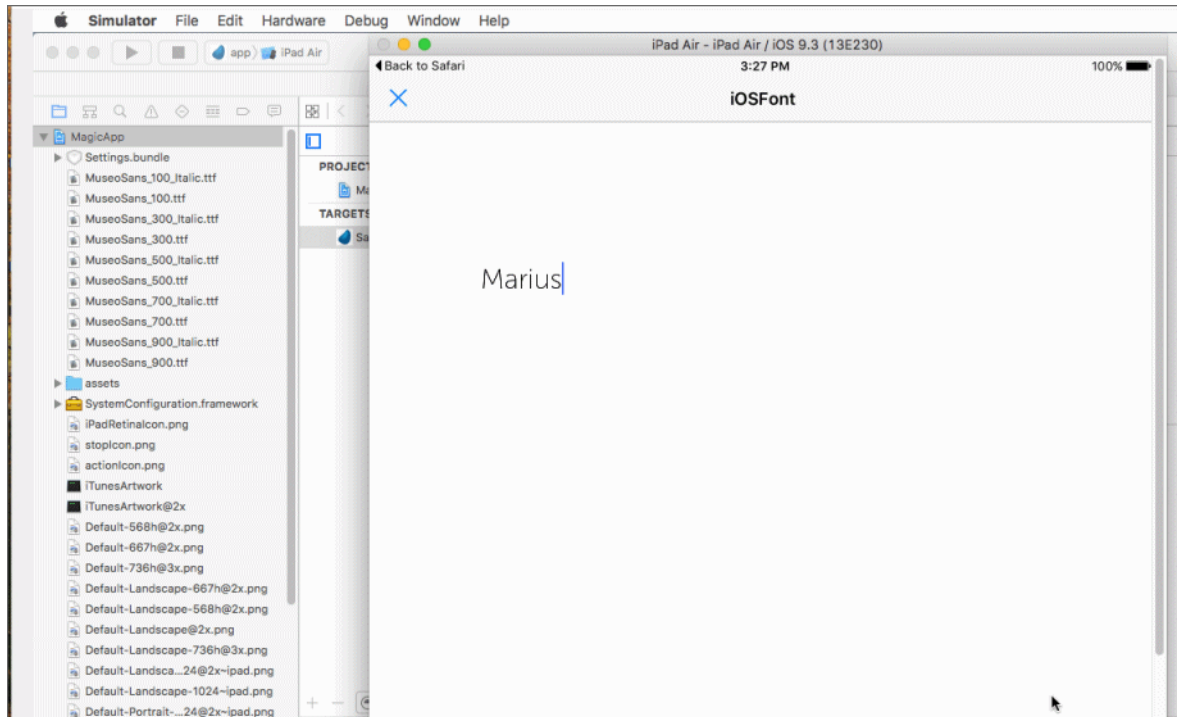 Simulator File Edit Hardware Debug Window Help
app iPad Air
iPad Air - iPad Air / iOS 9.3 (13E230)
Back to Safari 3:27 PM 100%
iOSFont
MagicApp
Settings.bundle
MuseoSans_100_Italic.ttf
MuseoSans_100.ttf
MuseoSans_300_Italic.ttf
MuseoSans_300.ttf
MuseoSans_500_Italic.ttf
MuseoSans_500.ttf
MuseoSans_700_Italic.ttf
MuseoSans_700.ttf
MuseoSans_900_Italic.ttf
MuseoSans_900.ttf
assets
SystemConfiguration.framework
iPadRetinaIcon.png
stopIcon.png
actionIcon.png
iTunesArtwork
iTunesArtwork@2x
Default-568h@2x.png
Default-667h@2x.png
Default-736h@3x.png
Default-Landscape-667h@2x.png
Default-Landscape-568h@2x.png
Default-Landscape@2x.png
Default-Landscape-736h@3x.png
Default-Landsca...24@2x~ipad.png
Default-Landscape-1024~ipad.png
Default-Portrait-...24@2x~ipad.png
PROJECT
Ma
TARGETS
Sa
Marius